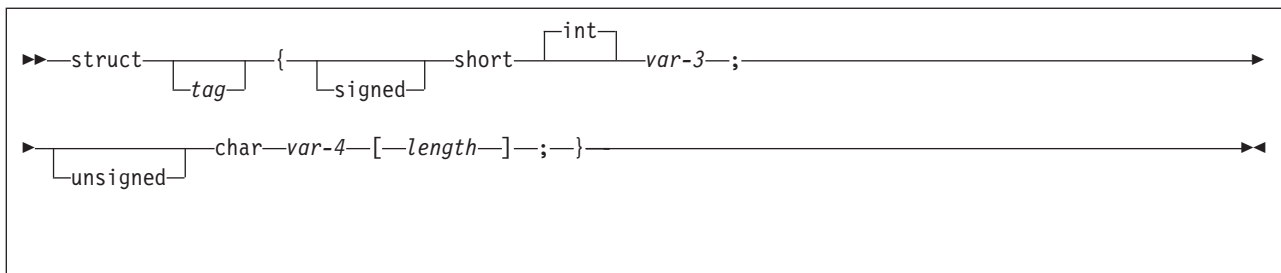 int
struct { short var-3 ;
tag signed
char var-4 [ length ] ; }
unsigned